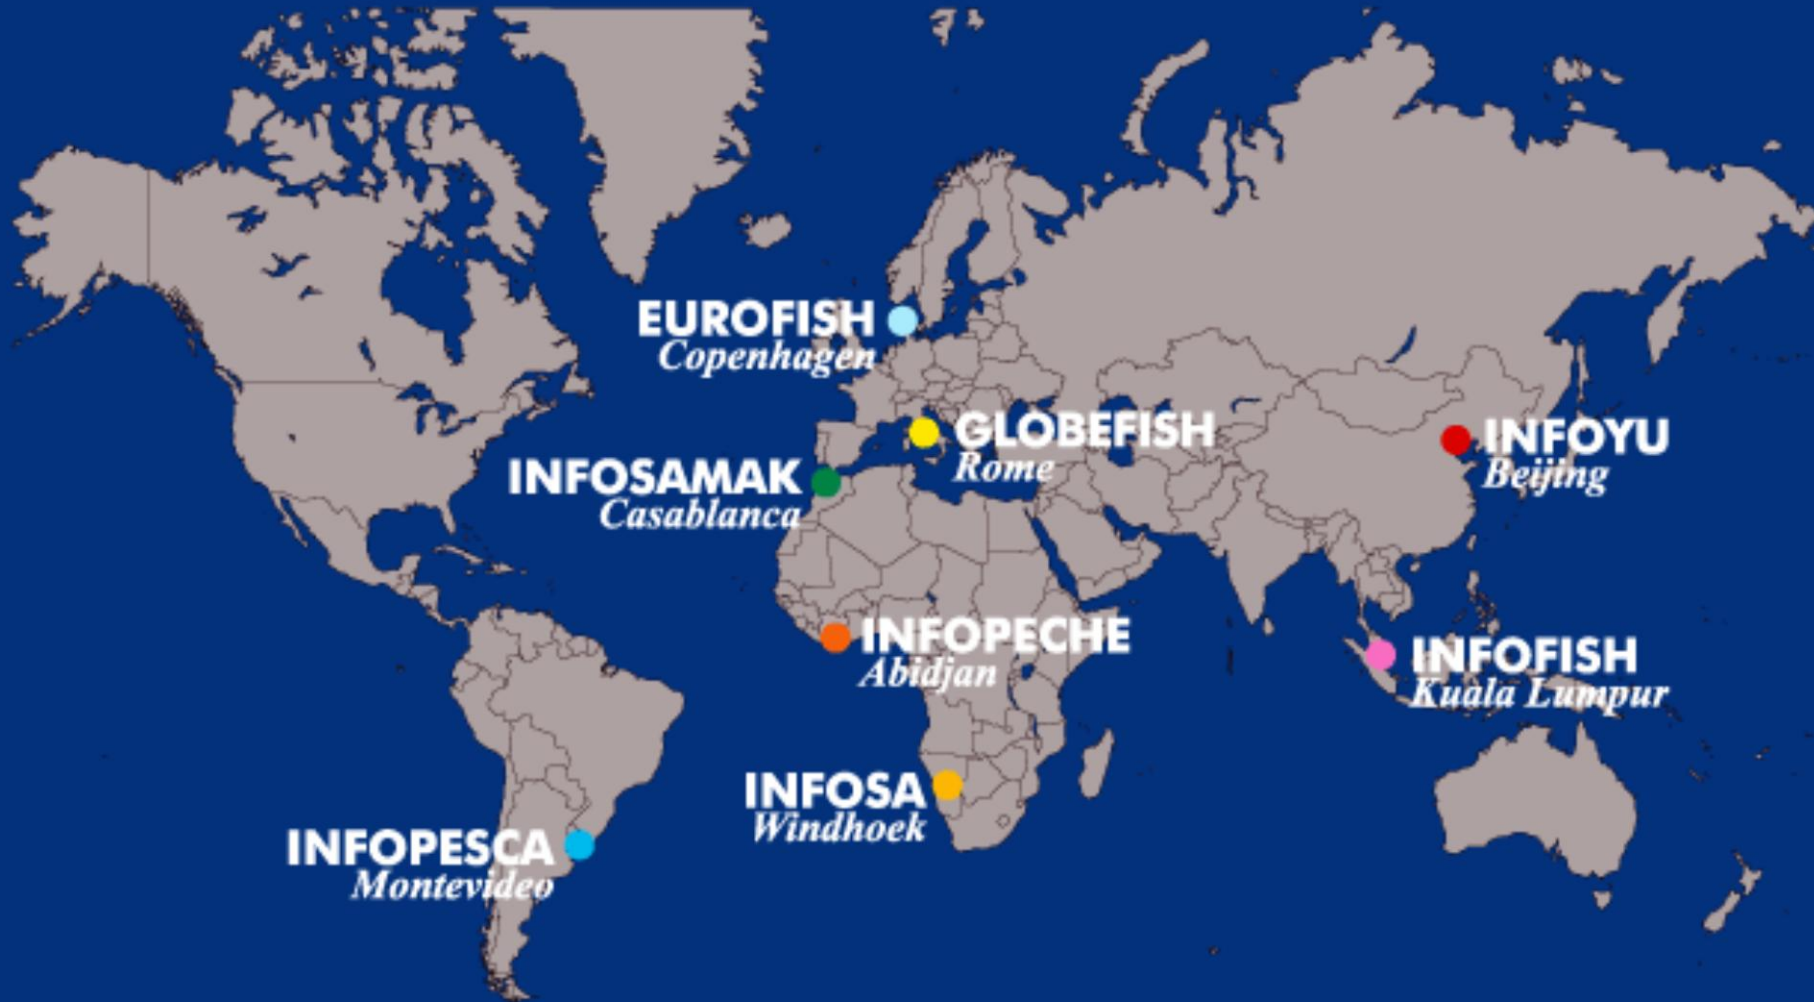 EUROFISH
Copenhagen
GLOBEFISH
Rome
INFOYU
Beijing
INFOSAMAK
Casablanca
INFOPECHE
Abidjan
INFOFISH
Kuala Lumpur
INFOSA
Windhoek
INFOPESCA
Montevideo